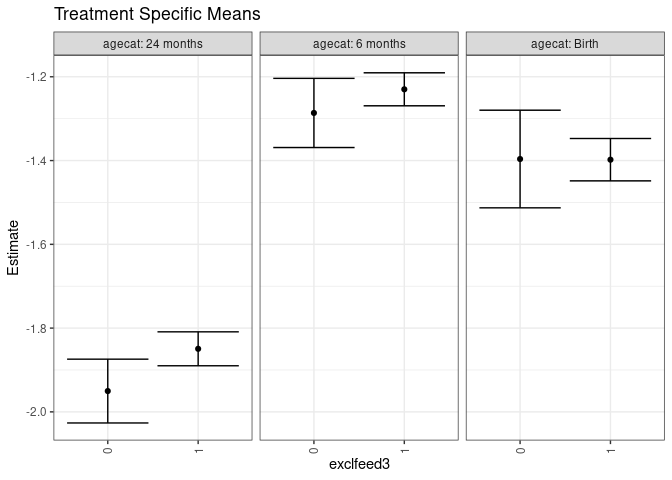 Treatment Specific Means
agecat: 24 months
agecat: 6 months
agecat: Birth
Estimate
-1.2
-1.4
-1.6
-1.8
-2.0
0
1
0
1
0
1
exclfeed3